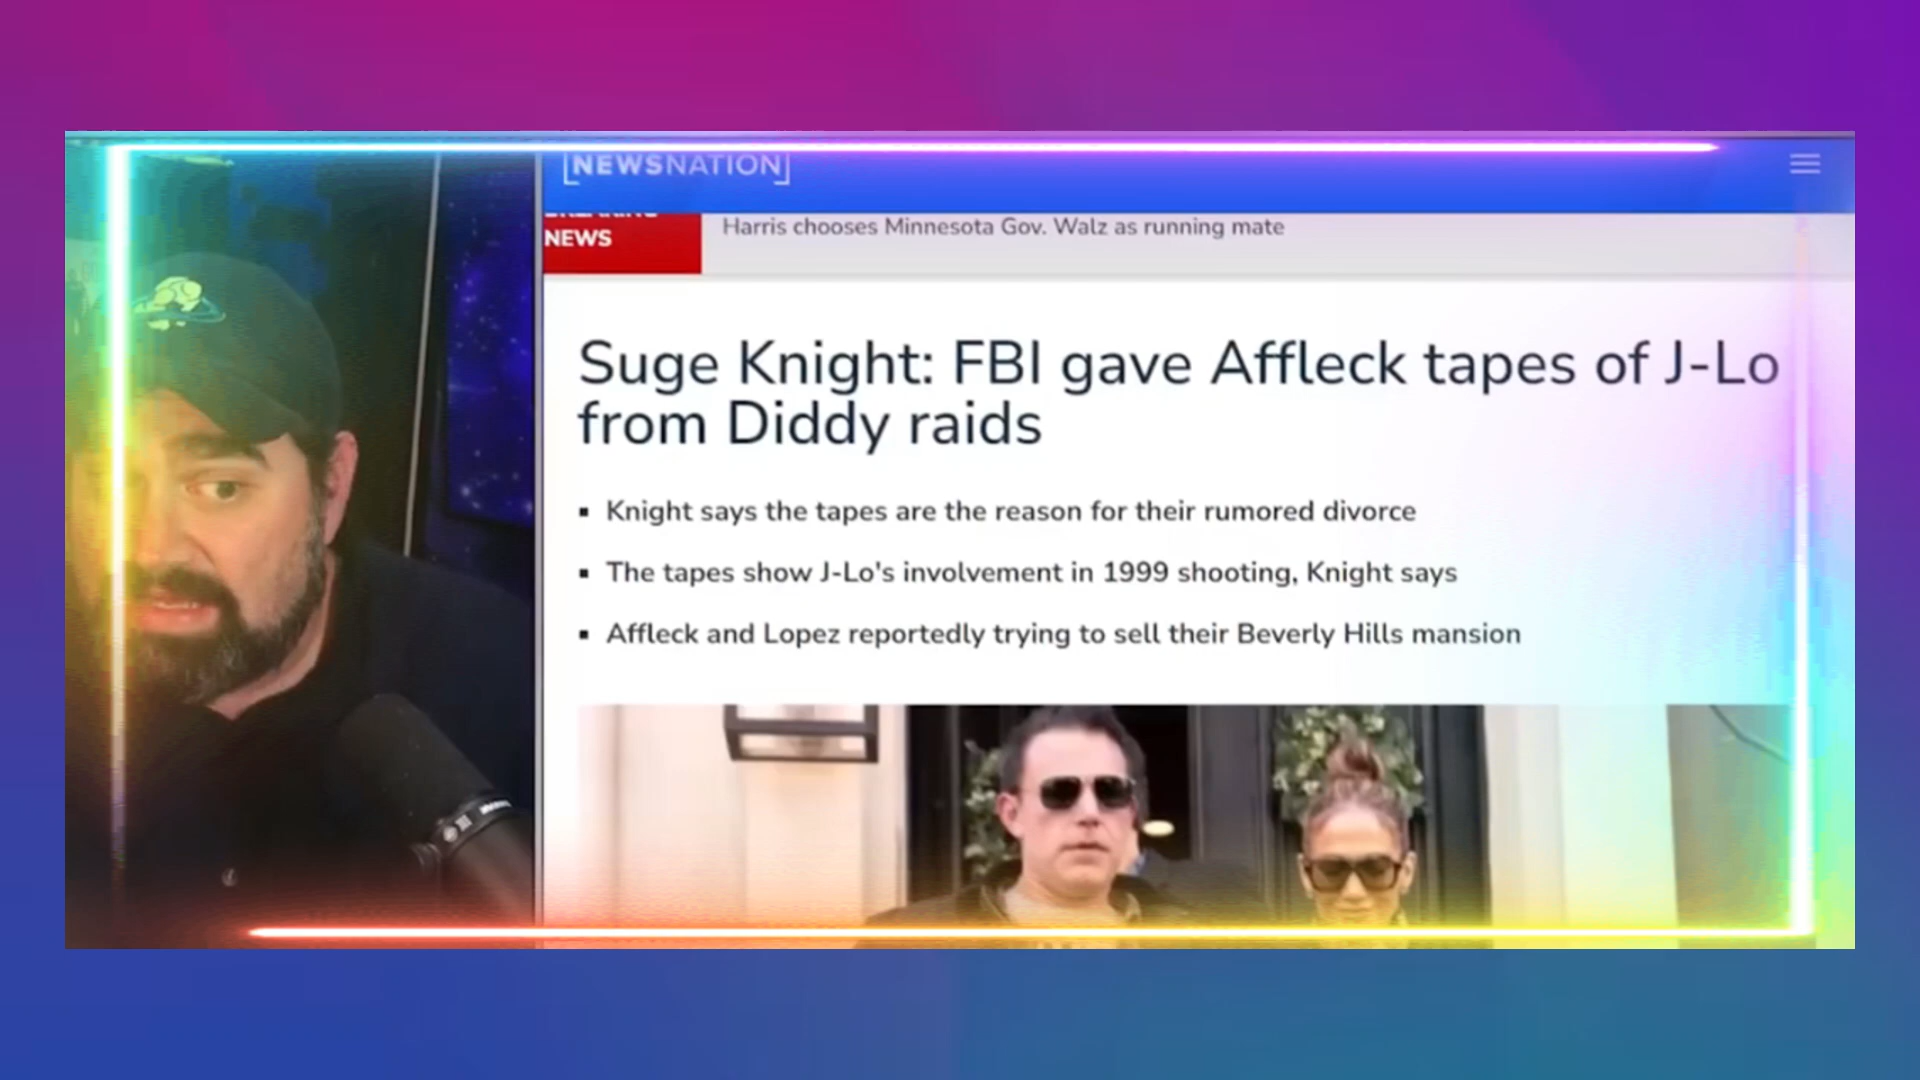 [NEWSNATION]
BREAKING
NEWS
Harris chooses Minnesota Gov. Walz as running mate
Suge Knight: FBI gave Affleck tapes of J-Lo
from Diddy raids
▪ Knight says the tapes are the reason for their rumored divorce
▪ The tapes show J-Lo's involvement in 1999 shooting, Knight says
▪ Affleck and Lopez reportedly trying to sell their Beverly Hills mansion